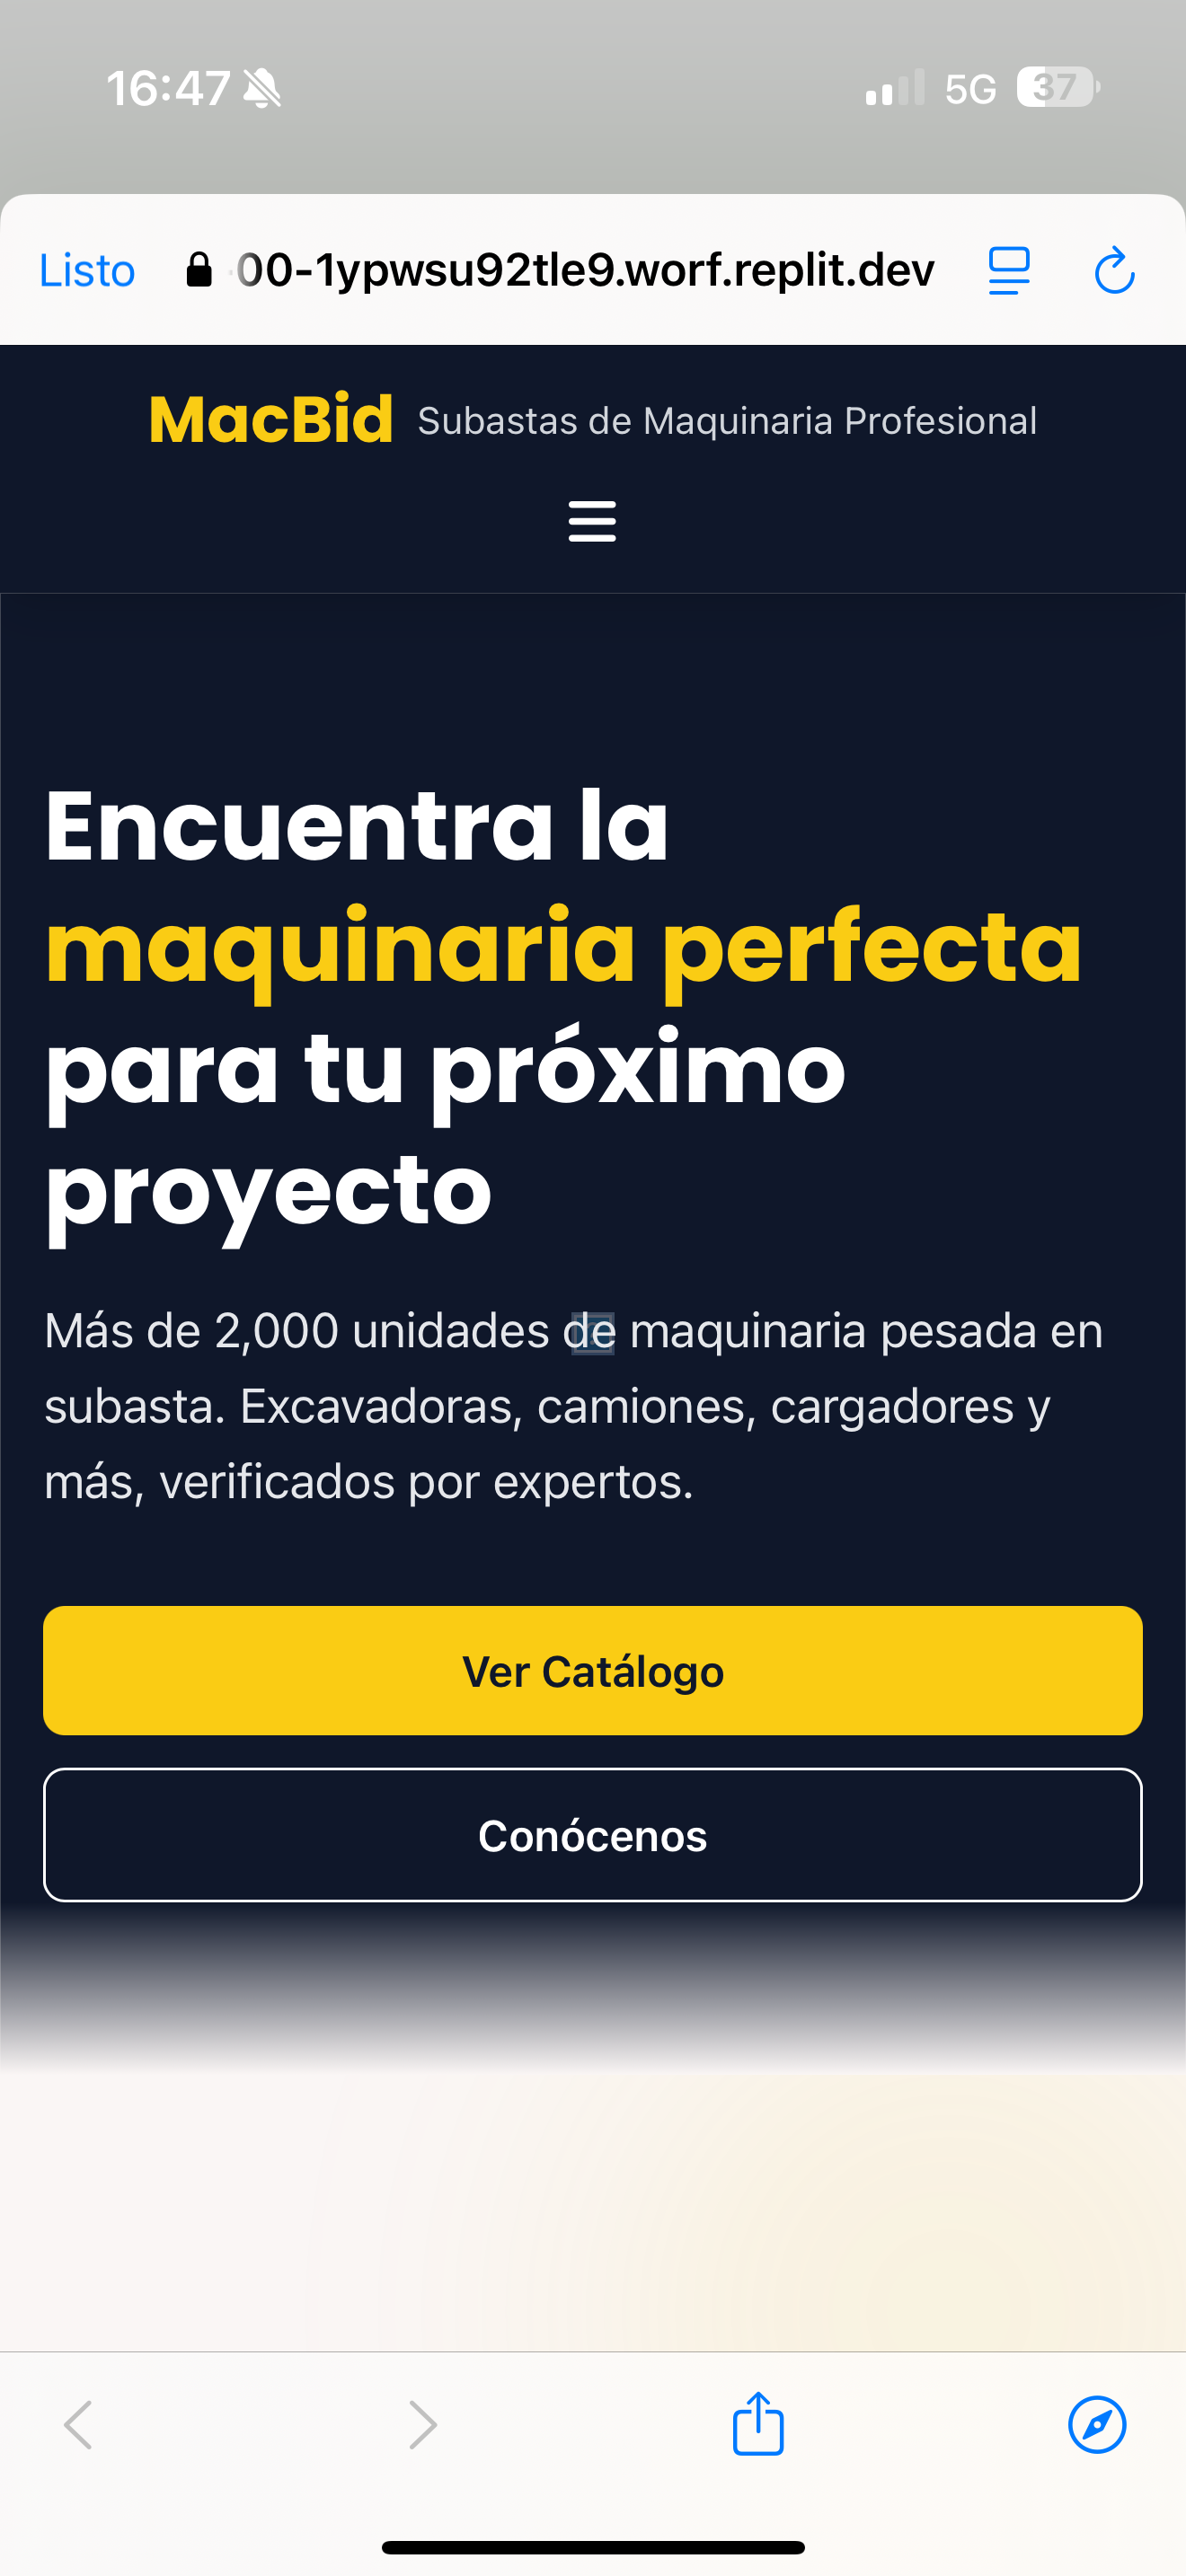 16:47 5G 37
Listo 00-1ypwsu92tle9.worf.replit.dev
MacBid Subastas de Maquinaria Profesional
Encuentra la
maquinaria perfecta
para tu próximo
proyecto
Más de 2,000 unidades de maquinaria pesada en
subasta. Excavadoras, camiones, cargadores y
más, verificados por expertos.
Ver Catálogo
Conócenos